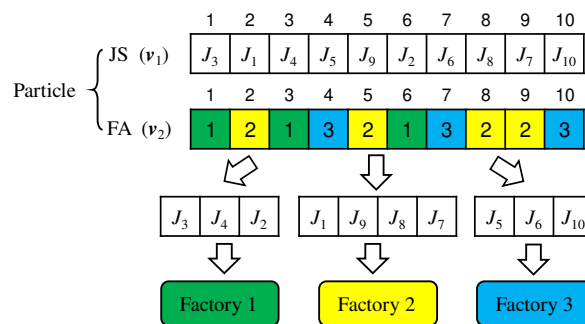 1 2 3 4 5 6 7 8 9 10
JS (v₁) J₃ J₁ J₄ J₅ J₉ J₂ J₆ J₈ J₇ J₁₀
Particle
1 2 3 4 5 6 7 8 9 10
FA (v₂) 1 2 1 3 2 1 3 2 2 3
J₃ J₄ J₂ J₁ J₉ J₈ J₇ J₅ J₆ J₁₀
Factory 1 Factory 2 Factory 3